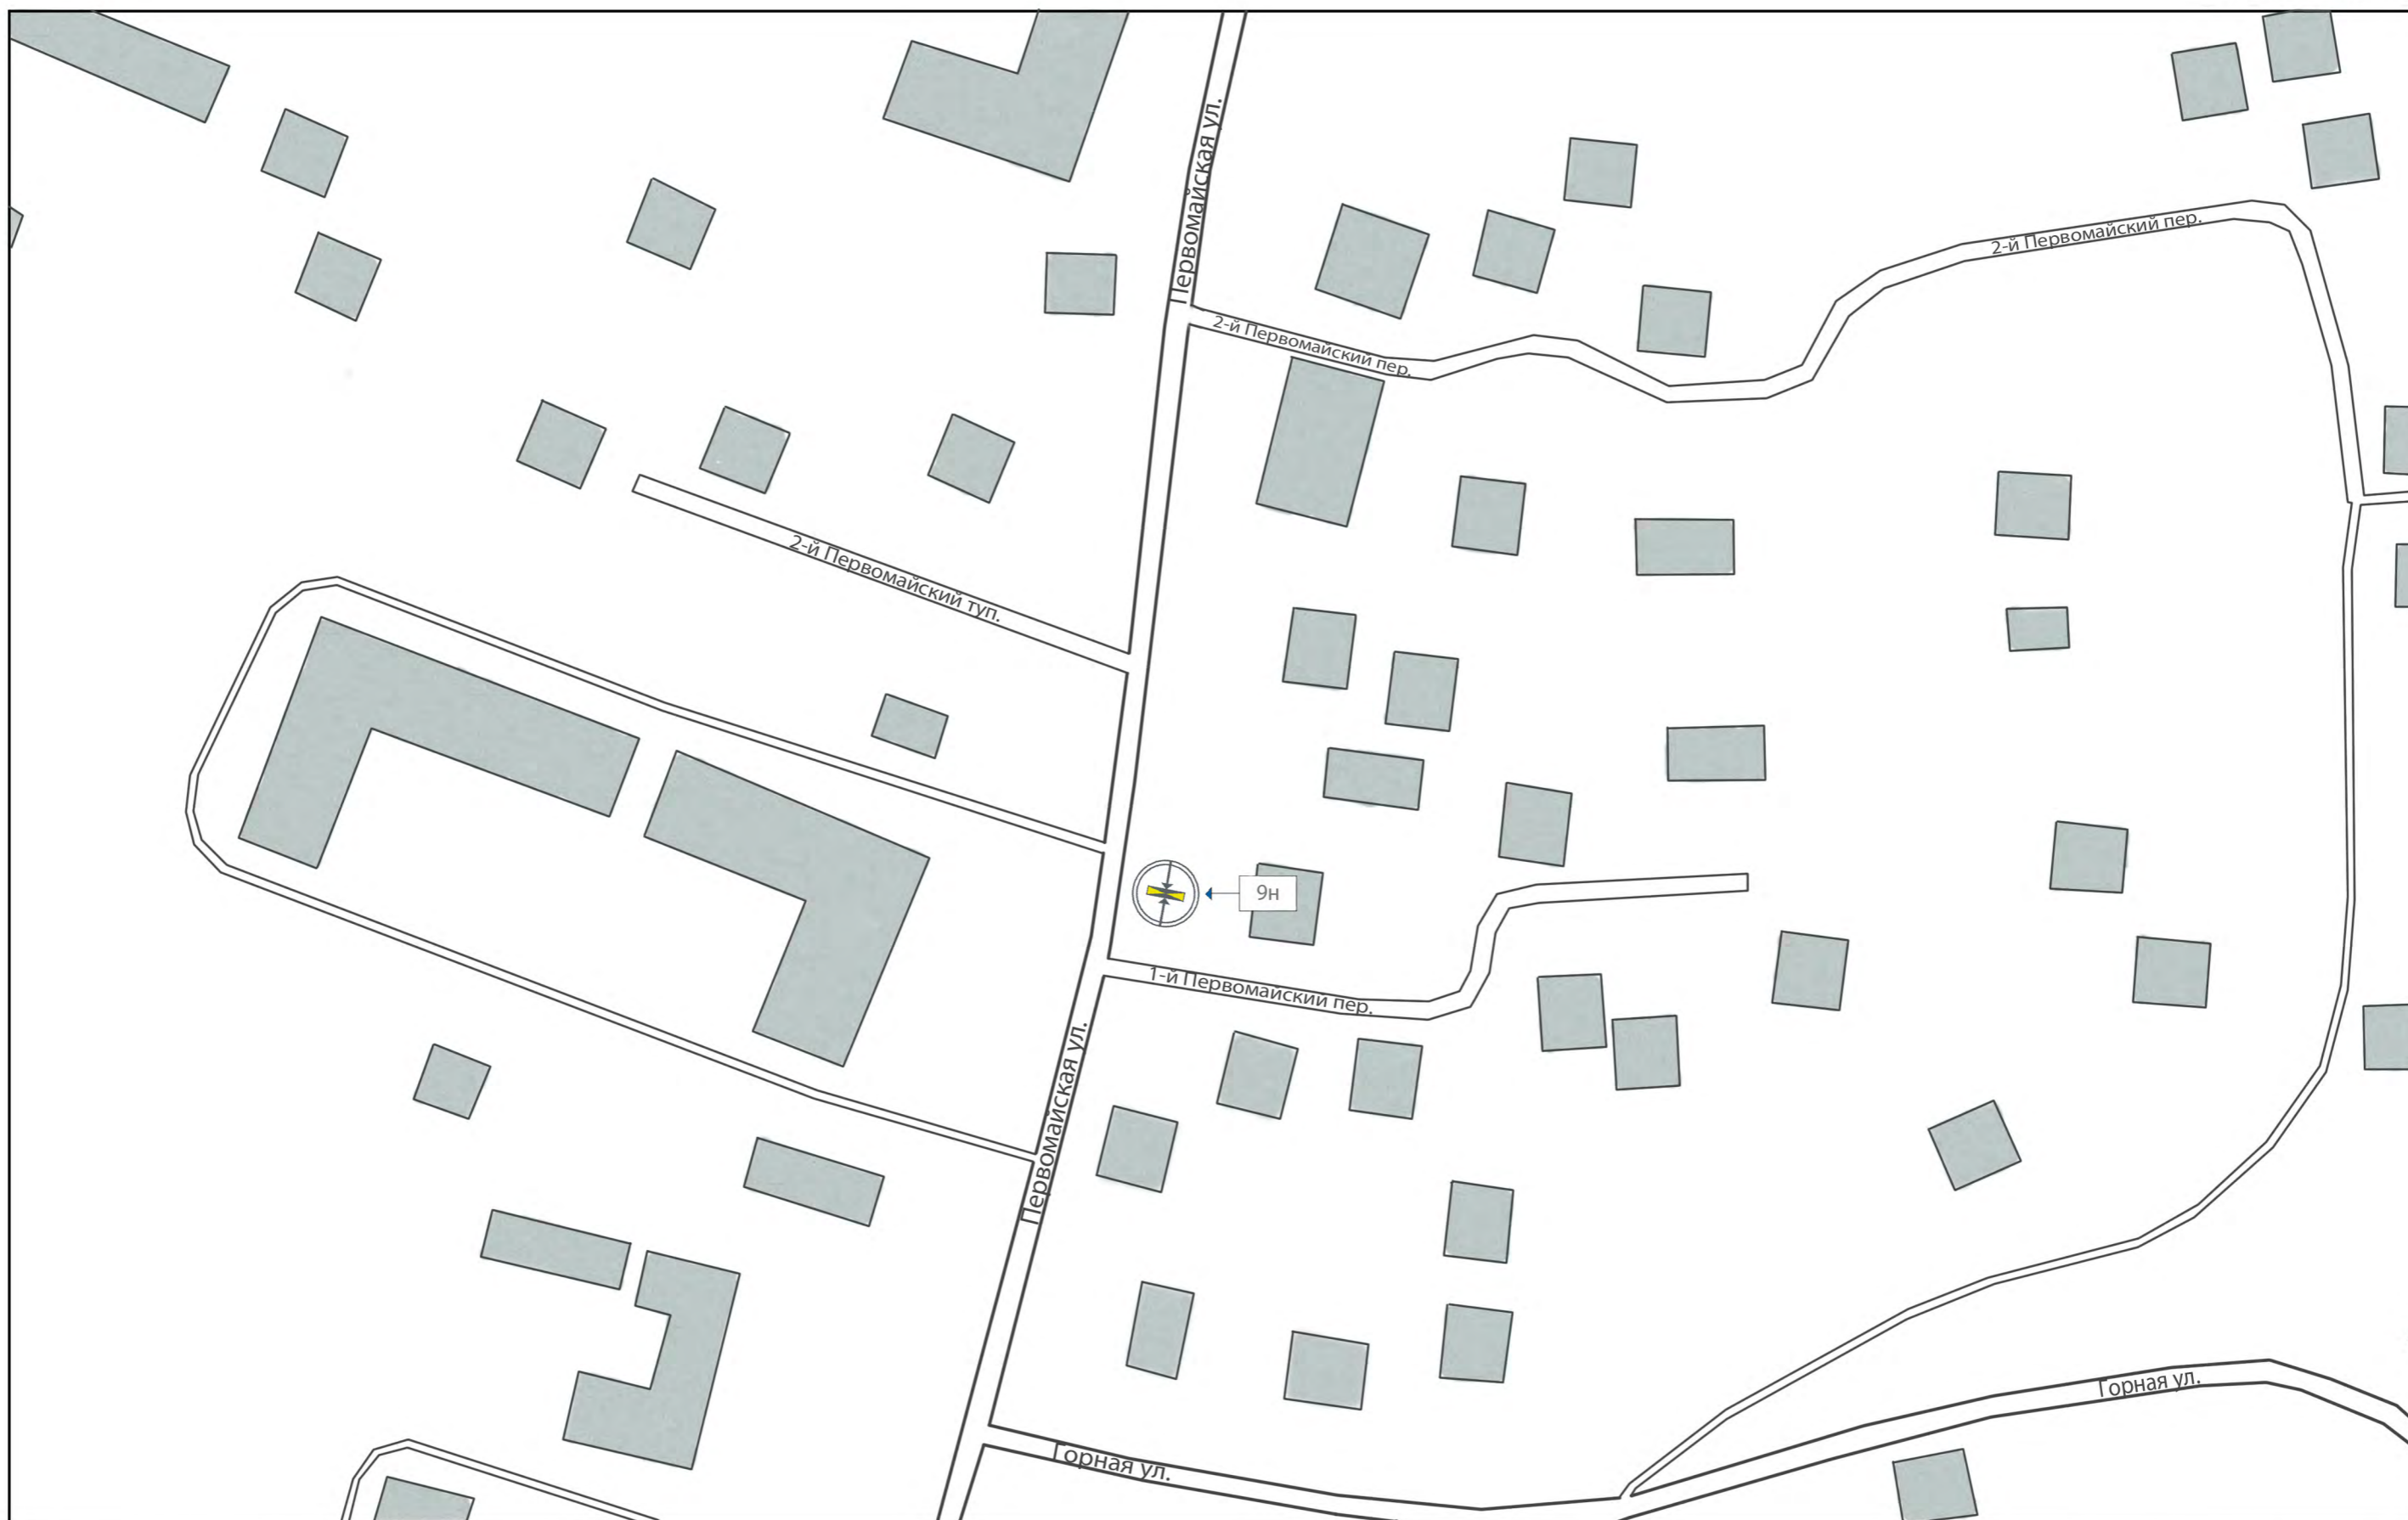 Первомайская ул.
2-й Первомайский пер.
2-й Первомайский пер.
2-й Первомайский туп.
9н
1-й Первомайский пер.
Первомайская ул.
Горная ул.
Горная ул.